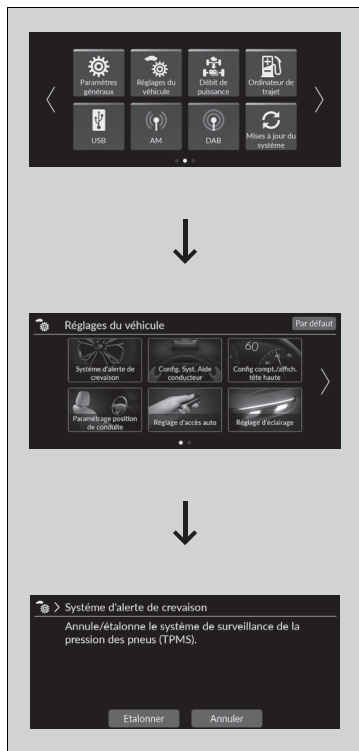 Paramètres
généraux
Réglages du
véhicule
Débit de
puissance
Ordinateur de
trajet
USB
AM
DAB
Mises à jour du
système
Réglages du véhicule
Par défaut
Système d'alerte de
crevaison
Config. Syst. Aide
conducteur
60
Config compt./affich.
tête haute
Paramétrage position
de conduite
Réglage d'accès auto
Réglage d'éclairage
Systéme d'alerte de crevaison
Annule/étalonne le système de surveillance de la
pression des pneus (TPMS).
Etalonner
Annuler